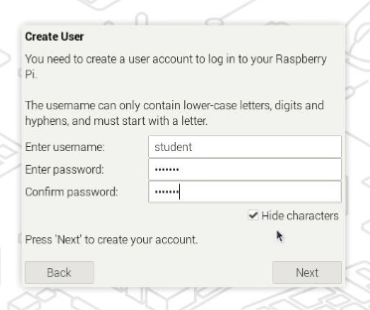 Create User
You need to create a user account to log in to your Raspberry
Pi.
The username can only contain lower-case letters, digits and
hyphens, and must start with a letter.
Enter username: student
Enter password: •••••••
Confirm password: •••••••
Hide characters
Press 'Next' to create your account.
Back Next